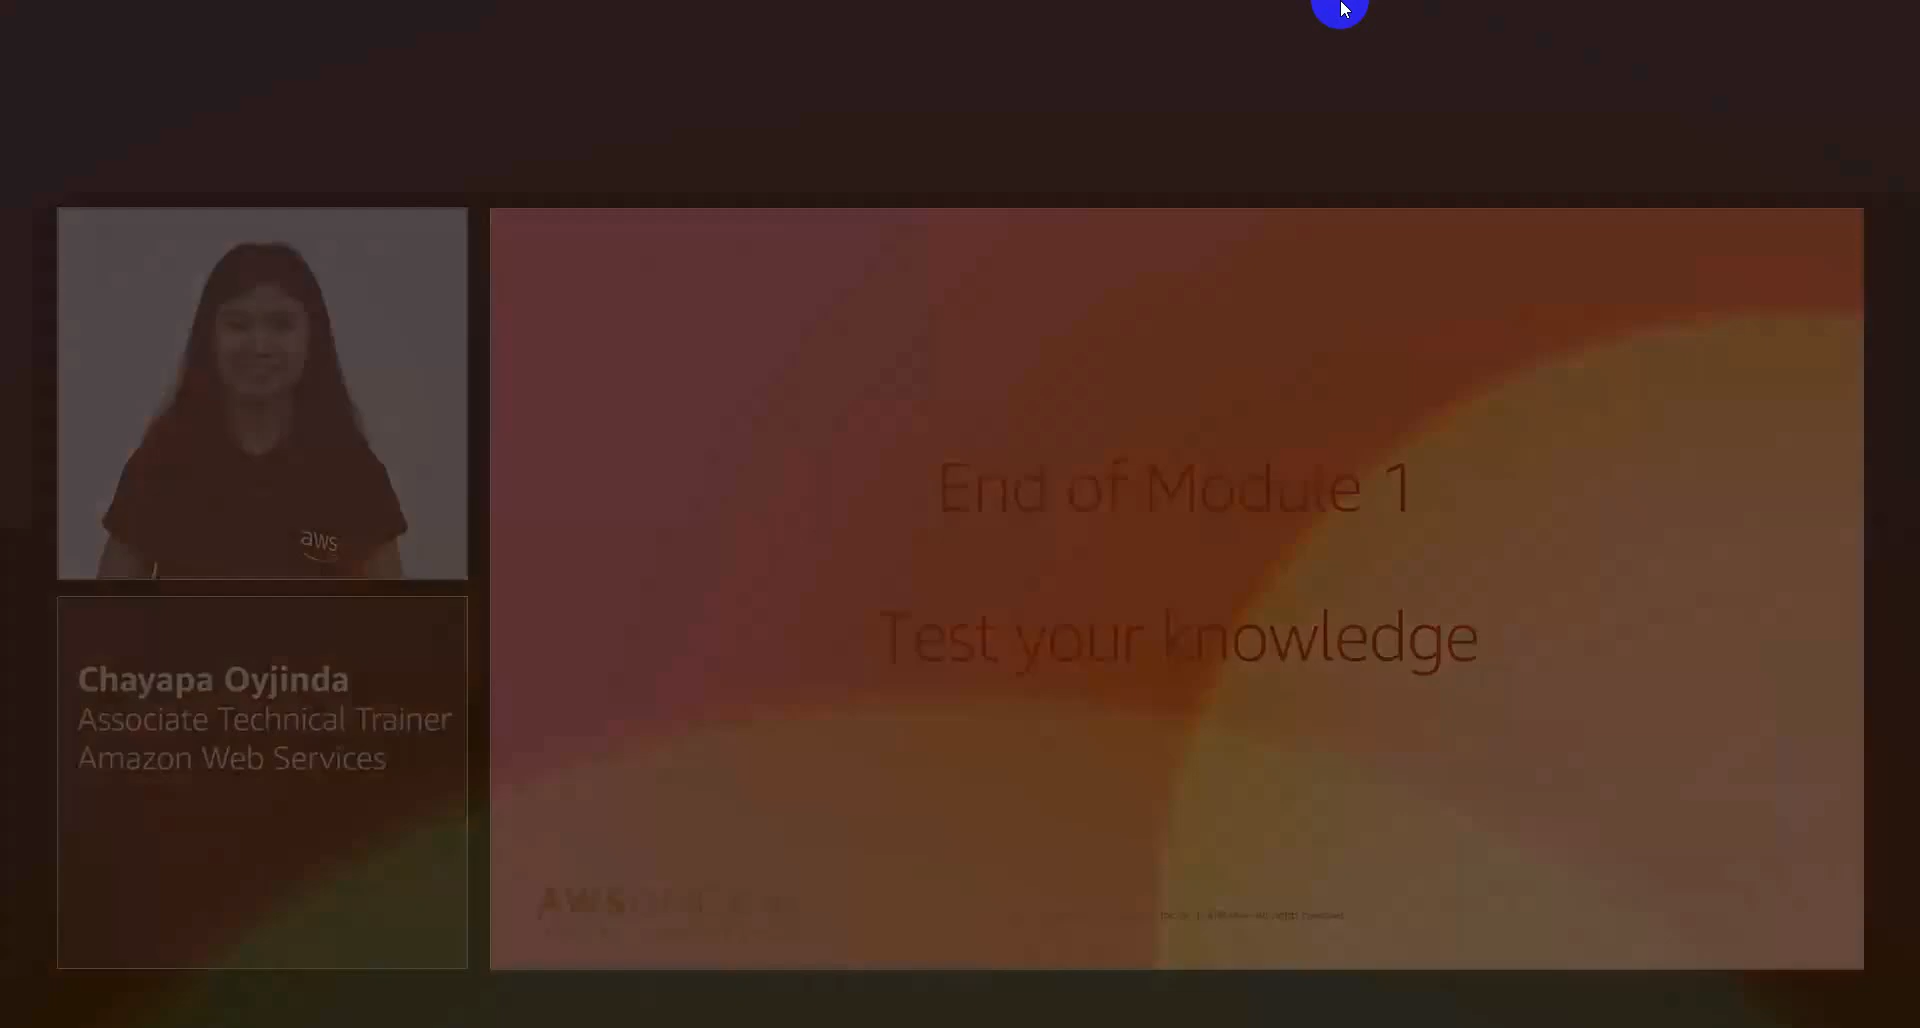 aws
Chayapa Oyjinda
Associate Technical Trainer
Amazon Web Services
End of Module 1
Test your knowledge